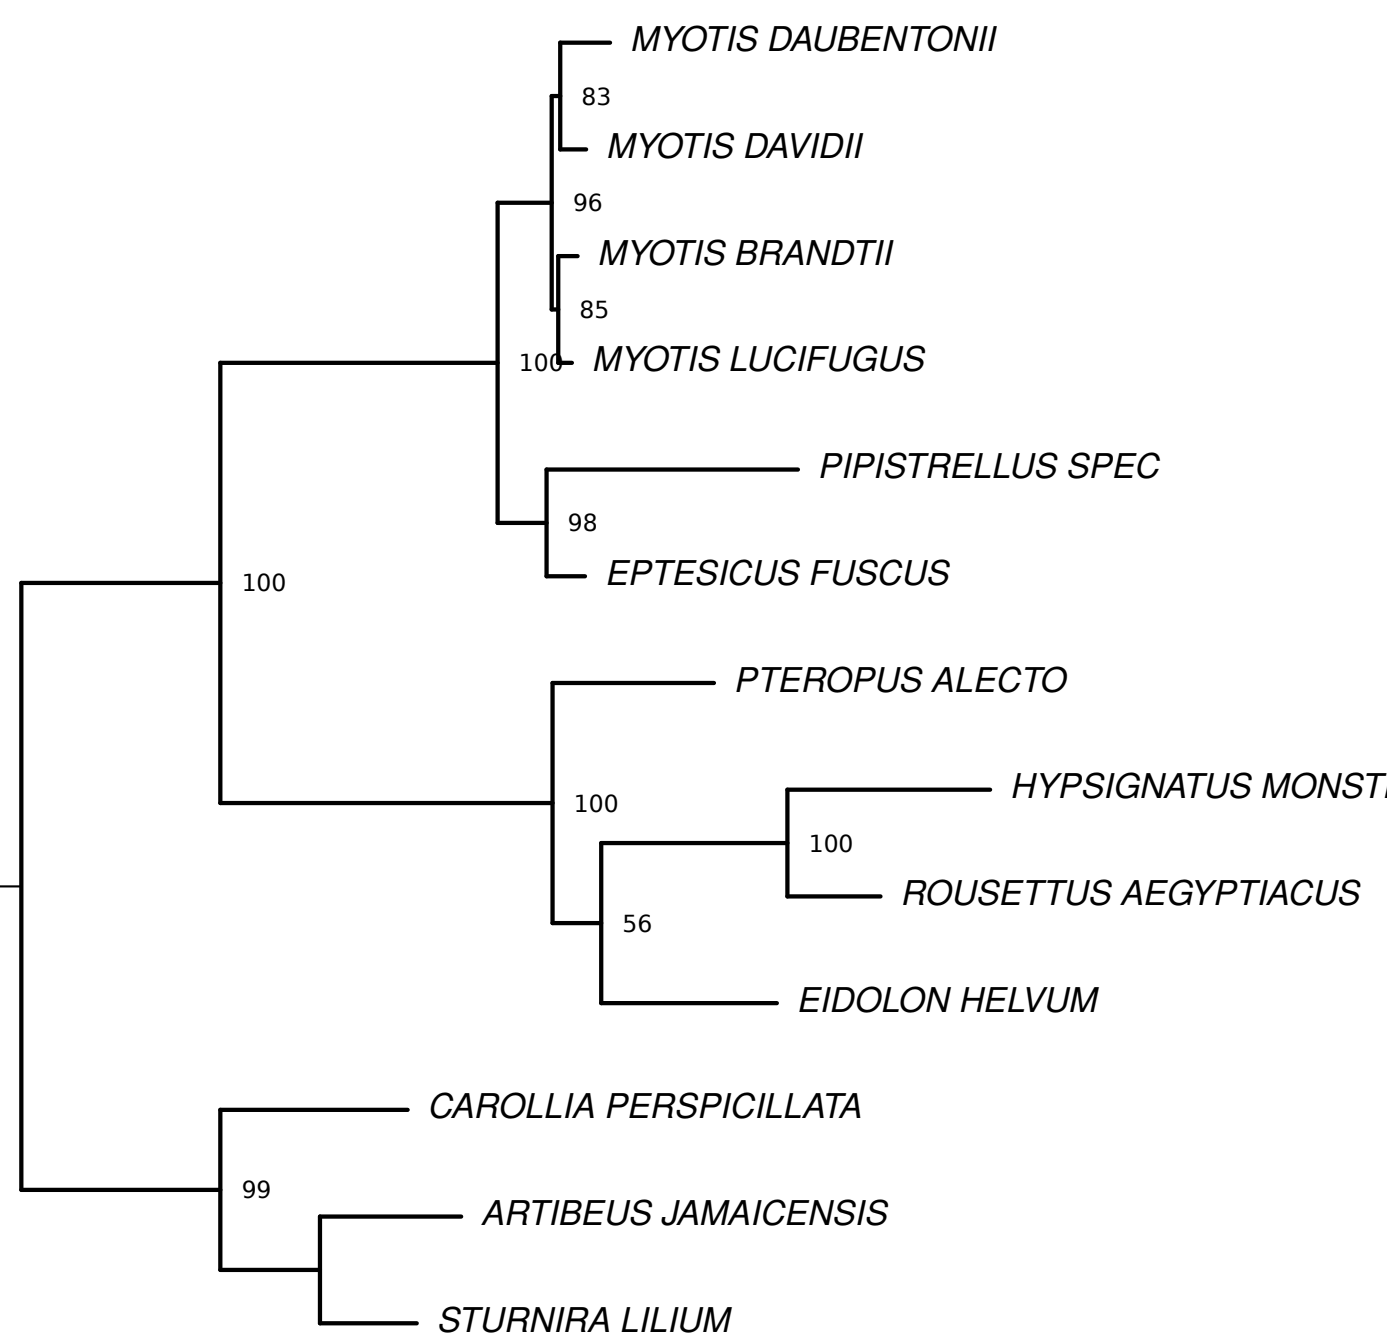 MYOTIS DAUBENTONII
83
MYOTIS DAVIDII
96
MYOTIS BRANDTII
85
100
MYOTIS LUCIFUGUS
PIPISTRELLUS SPEC
98
EPTESICUS FUSCUS
100
PTEROPUS ALECTO
HYPSIGNATUS
100
100
ROUSETTUS AEGYPTIACUS
56
EIDOLON HELVUM
CAROLLIA PERSPICILLATA
99
ARTIBEUS JAMAICENSIS
STURNIRA LILIUM